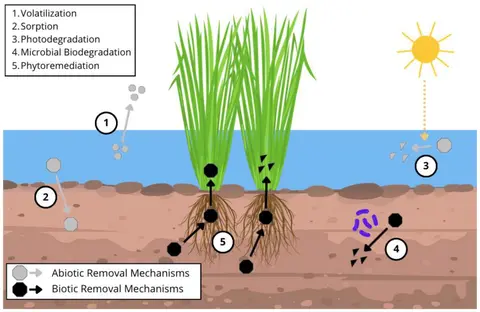 1.Volatilization
2.Sorption
3.Photodegradation
4.Microbial Biodegradation
5.Phytoremediation
1
2
3
5
4
Abiotic Removal Mechanisms
Biotic Removal Mechanisms